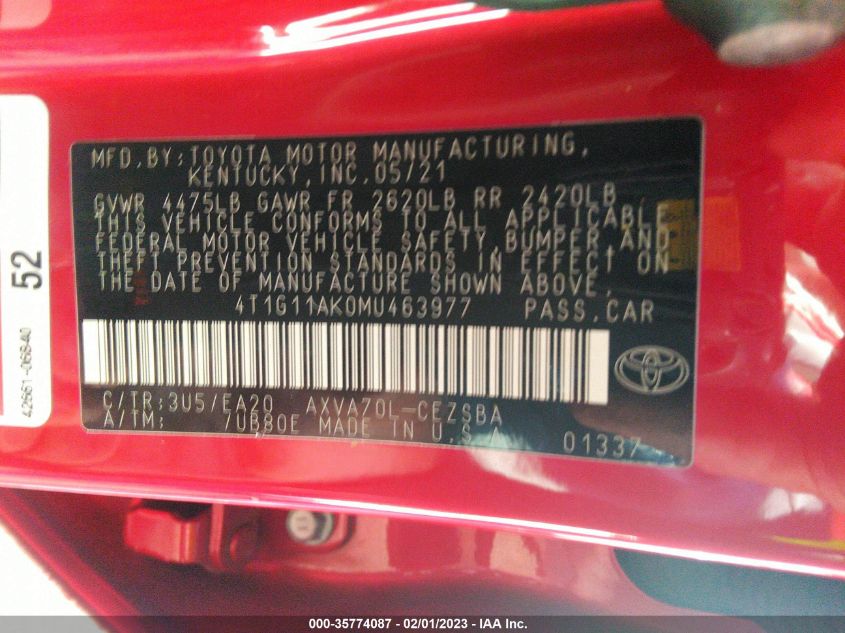 MFD. BY: TOYOTA MOTOR MANUFACTURING,
KENTUCKY, INC. 05/21
GVWR 4475LB GAWR FR 2620LB RR 2420LB
THIS VEHICLE CONFORMS TO ALL APPLICABLE
FEDERAL MOTOR VEHICLE SAFETY, BUMPER, AND
THEFT PREVENTION STANDARDS IN EFFECT ON
THE DATE OF MANUFACTURE SHOWN ABOVE.
4T1G11AK0MU463977 PASS. CAR
C/TR: 3U5/EA20 AXVA70L-CEZSBA
A/TM: /UB80E MADE IN U.S.A. 01337
52
42661-06840
000-35774087 - 02/01/2023 - IAA Inc.